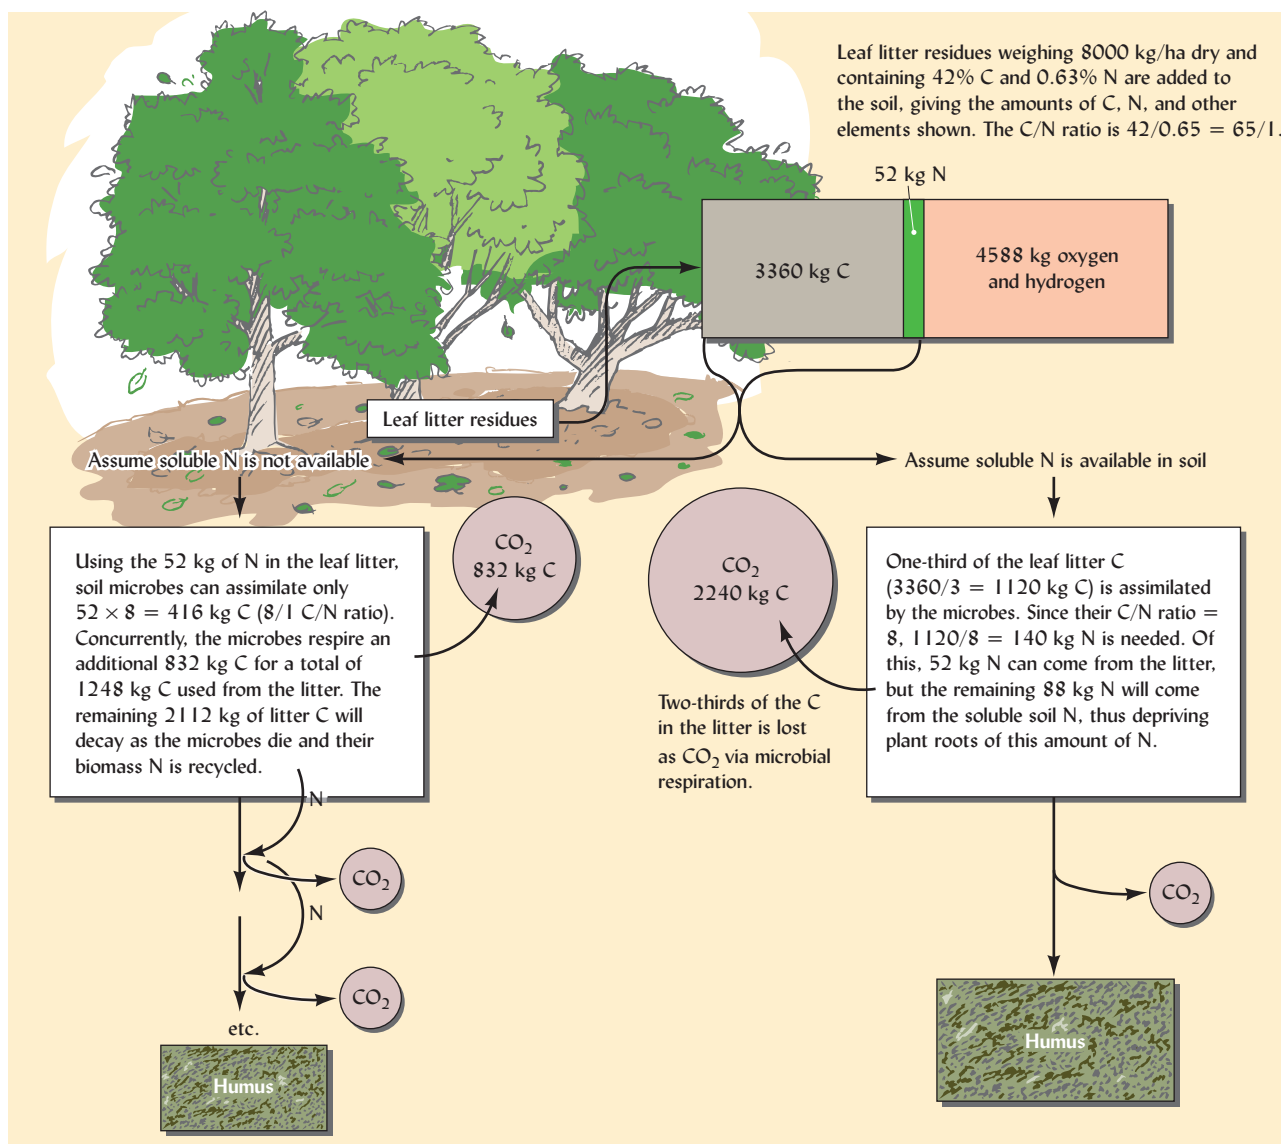 Leaf litter residues weighing 8000 kg/ha dry and
containing 42% C and 0.63% N are added to
the soil, giving the amounts of C, N, and other
elements shown. The C/N ratio is 42/0.65 = 65/1.
52 kg N
3360 kg C
4588 kg oxygen
and hydrogen
Leaf litter residues
Assume soluble N is not available
Assume soluble N is available in soil
Using the 52 kg of N in the leaf litter,
soil microbes can assimilate only
52 × 8 = 416 kg C (8/1 C/N ratio).
Concurrently, the microbes respire an
additional 832 kg C for a total of
1248 kg C used from the litter. The
remaining 2112 kg of litter C will
decay as the microbes die and their
biomass N is recycled.
CO₂
832 kg C
CO₂
2240 kg C
Two-thirds of the C
in the litter is lost
as CO₂ via microbial
respiration.
One-third of the leaf litter C
(3360/3 = 1120 kg C) is assimilated
by the microbes. Since their C/N ratio =
8, 1120/8 = 140 kg N is needed. Of
this, 52 kg N can come from the litter,
but the remaining 88 kg N will come
from the soluble soil N, thus depriving
plant roots of this amount of N.
N
CO₂
N
CO₂
etc.
Humus
CO₂
Humus